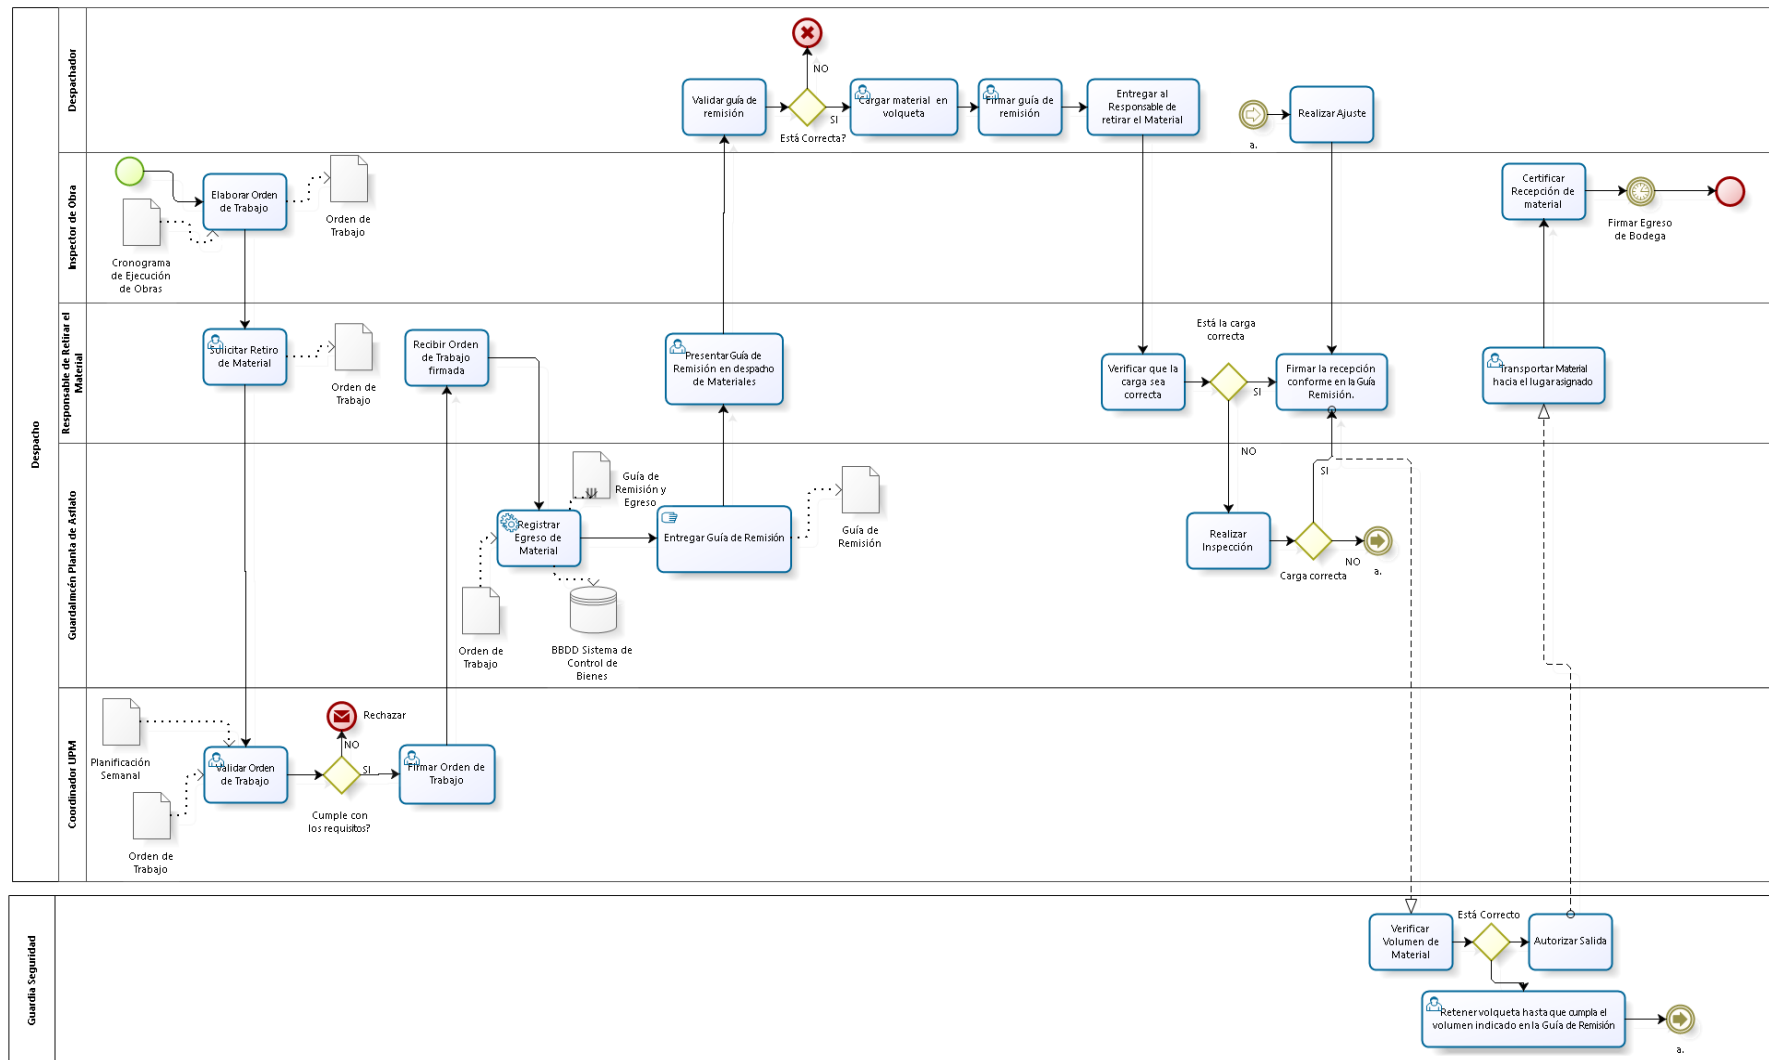 Despacho
Despachador
Validar guía de
remisión
NO
SI
Está Correcta?
Cargar material en
volqueta
Firmar guía de
remisión
Entregar al
Responsable de
retirar el Material
a.
Realizar Ajuste
Inspector de Obra
Elaborar Orden
de Trabajo
Orden de
Trabajo
Cronograma
de Ejecución
de Obras
Certificar
Recepción de
material
Firmar Egreso
de Bodega
Responsable de Retirar el
Material
Solicitar Retiro
de Material
Orden de
Trabajo
Recibir Orden
de Trabajo
firmada
Presentar Guía de
Remisión en despacho
de Materiales
Verificar que la
carga sea
correcta
Está la carga
correcta
SI
NO
Firmar la recepción
conforme en la Guía
Remisión.
Transportar Material
hacia el lugar asignado
Guardalmcén Planta de Asflato
Registrar
Egreso de
Material
Guía de
Remisión y
Egreso
Orden de
Trabajo
BBDD Sistema de
Control de
Bienes
Entregar Guía de Remisión
Guía de
Remisión
Realizar
Inspección
Carga correcta
SI
NO
a.
Coordinador UPM
Planificación
Semanal
Orden de
Trabajo
Validar Orden
de Trabajo
Rechazar
NO
SI
Cumple con
los requisitos?
Firmar Orden de
Trabajo
Guardia Seguridad
Verificar
Volumen de
Material
Está Correcto
Autorizar Salida
Retener volqueta hasta que cumpla el
volumen indicado en la Guía de Remisión
a.